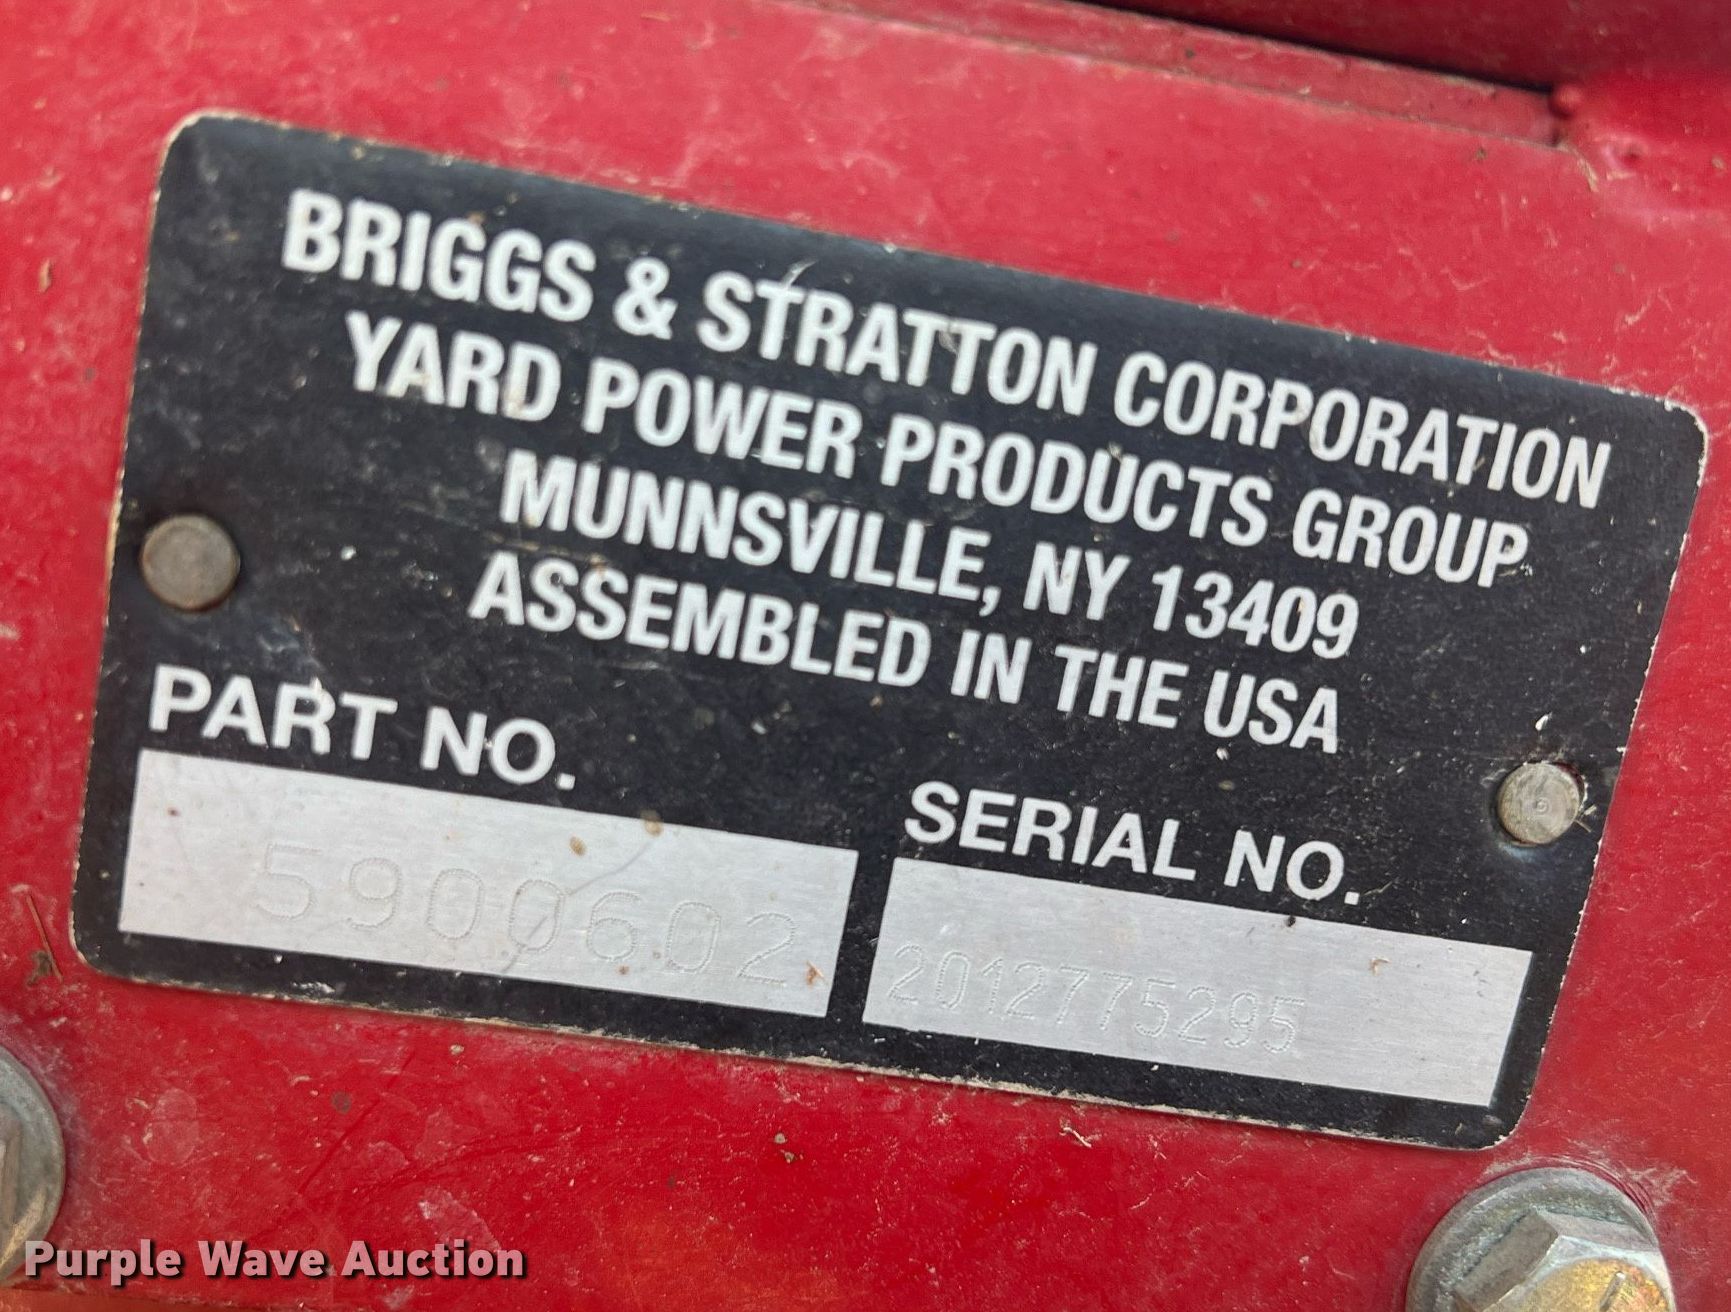 BRIGGS & STRATTON CORPORATION
YARD POWER PRODUCTS GROUP
MUNNSVILLE, NY 13409
ASSEMBLED IN THE USA
PART NO.
5900602
SERIAL NO.
2012775295
Purple Wave Auction